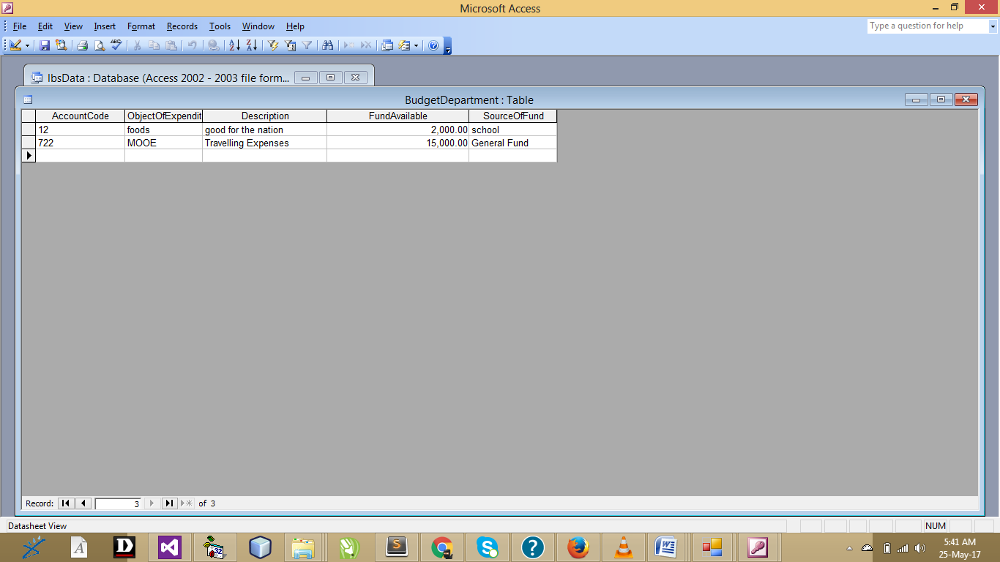 Microsoft Access
File Edit View Insert Format Records Tools Window Help
Type a question for help
IbsData : Database (Access 2002 - 2003 file form...
BudgetDepartment : Table
AccountCode ObjectOfExpendit Description FundAvailable SourceOfFund
12 foods good for the nation 2,000.00 school
722 MOOE Travelling Expenses 15,000.00 General Fund
Record: 3 of 3
Datasheet View NUM
5:41 AM
25-May-17